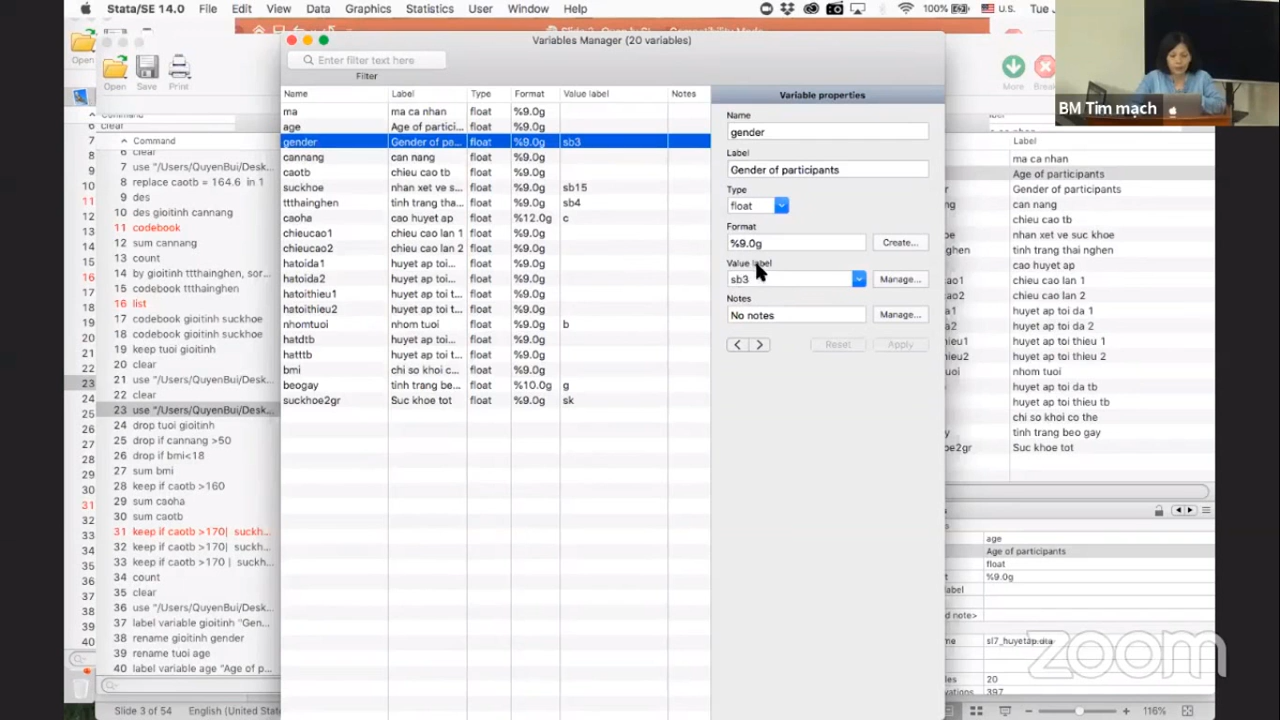 Stata/SE 14.0 File Edit View Data Graphics Statistics User Window Help 100% U.S. Tue
Variables Manager (20 variables)
Enter filter text here
Filter
Open
Open Save Print
More
BM Tim mạch
Name Label Type Format Value label Notes
ma ma ca nhan float %9.0g
age Age of partici... float %9.0g
gender Gender of pa... float %9.0g sb3
cannang can nang float %9.0g
caotb chieu cao tb float %9.0g
suckhoe nhan xet ve s... float %9.0g sb15
ttthainghen tinh trang tha... float %9.0g sb4
caoha cao huyet ap float %12.0g c
chieucao1 chieu cao lan 1 float %9.0g
chieucao2 chieu cao lan 2 float %9.0g
hatoida1 huyet ap toi... float %9.0g
hatoida2 huyet ap toi... float %9.0g
hatoithieu1 huyet ap toi t... float %9.0g
hatoithieu2 huyet ap toi t... float %9.0g
nhomtuoi nhom tuoi float %9.0g b
hatdtb huyet ap toi... float %9.0g
hatttb huyet ap toi t... float %9.0g
bmi chi so khoi c... float %9.0g
beogay tinh trang be... float %10.0g g
suckhoe2gr Suc khoe tot float %9.0g sk
Variable properties
Name
gender
Label
Gender of participants
Type
float
Format
%9.0g Create...
Value label
sb3 Manage...
Notes
No notes Manage...
Reset Apply
Command
6 clear
7 use "/Users/QuyenBui/Desk...
8 replace caotb = 164.6 in 1
9 des
10 des gioitinh cannang
11 codebook
12 sum cannang
13 count
14 by gioitinh ttthainghen, sor...
15 codebook ttthainghen
16 list
17 codebook gioitinh suckhoe
18 codebook gioitinh suckhoe
19 keep tuoi gioitinh
20 clear
21 use "/Users/QuyenBui/Desk...
22 clear
23 use "/Users/QuyenBui/Desk...
24 drop tuoi gioitinh
25 drop if cannang >50
26 drop if bmi<18
27 sum bmi
28 keep if caotb >160
29 sum caoha
30 sum caotb
31 keep if caotb >170| suckh...
32 keep if caotb >170| suckh...
33 keep if caotb >170 | suckh...
34 count
35 clear
36 use "/Users/QuyenBui/Desk...
37 label variable gioitinh "Gen...
38 rename gioitinh gender
39 rename tuoi age
40 label variable age "Age of p...
Label
ma ca nhan
Age of participants
Gender of participants
can nang
chieu cao tb
nhan xet ve suc khoe
tinh trang thai nghen
cao huyet ap
chieu cao lan 1
chieu cao lan 2
huyet ap toi da 1
huyet ap toi da 2
huyet ap toi thieu 1
huyet ap toi thieu 2
nhom tuoi
huyet ap toi da tb
huyet ap toi thieu tb
chi so khoi co the
tinh trang beo gay
Suc khoe tot
age
Age of participants
float
%9.0g
sl7_huyetap.dta
20
397
zoom
Slide 3 of 54 English (United Sta
116%